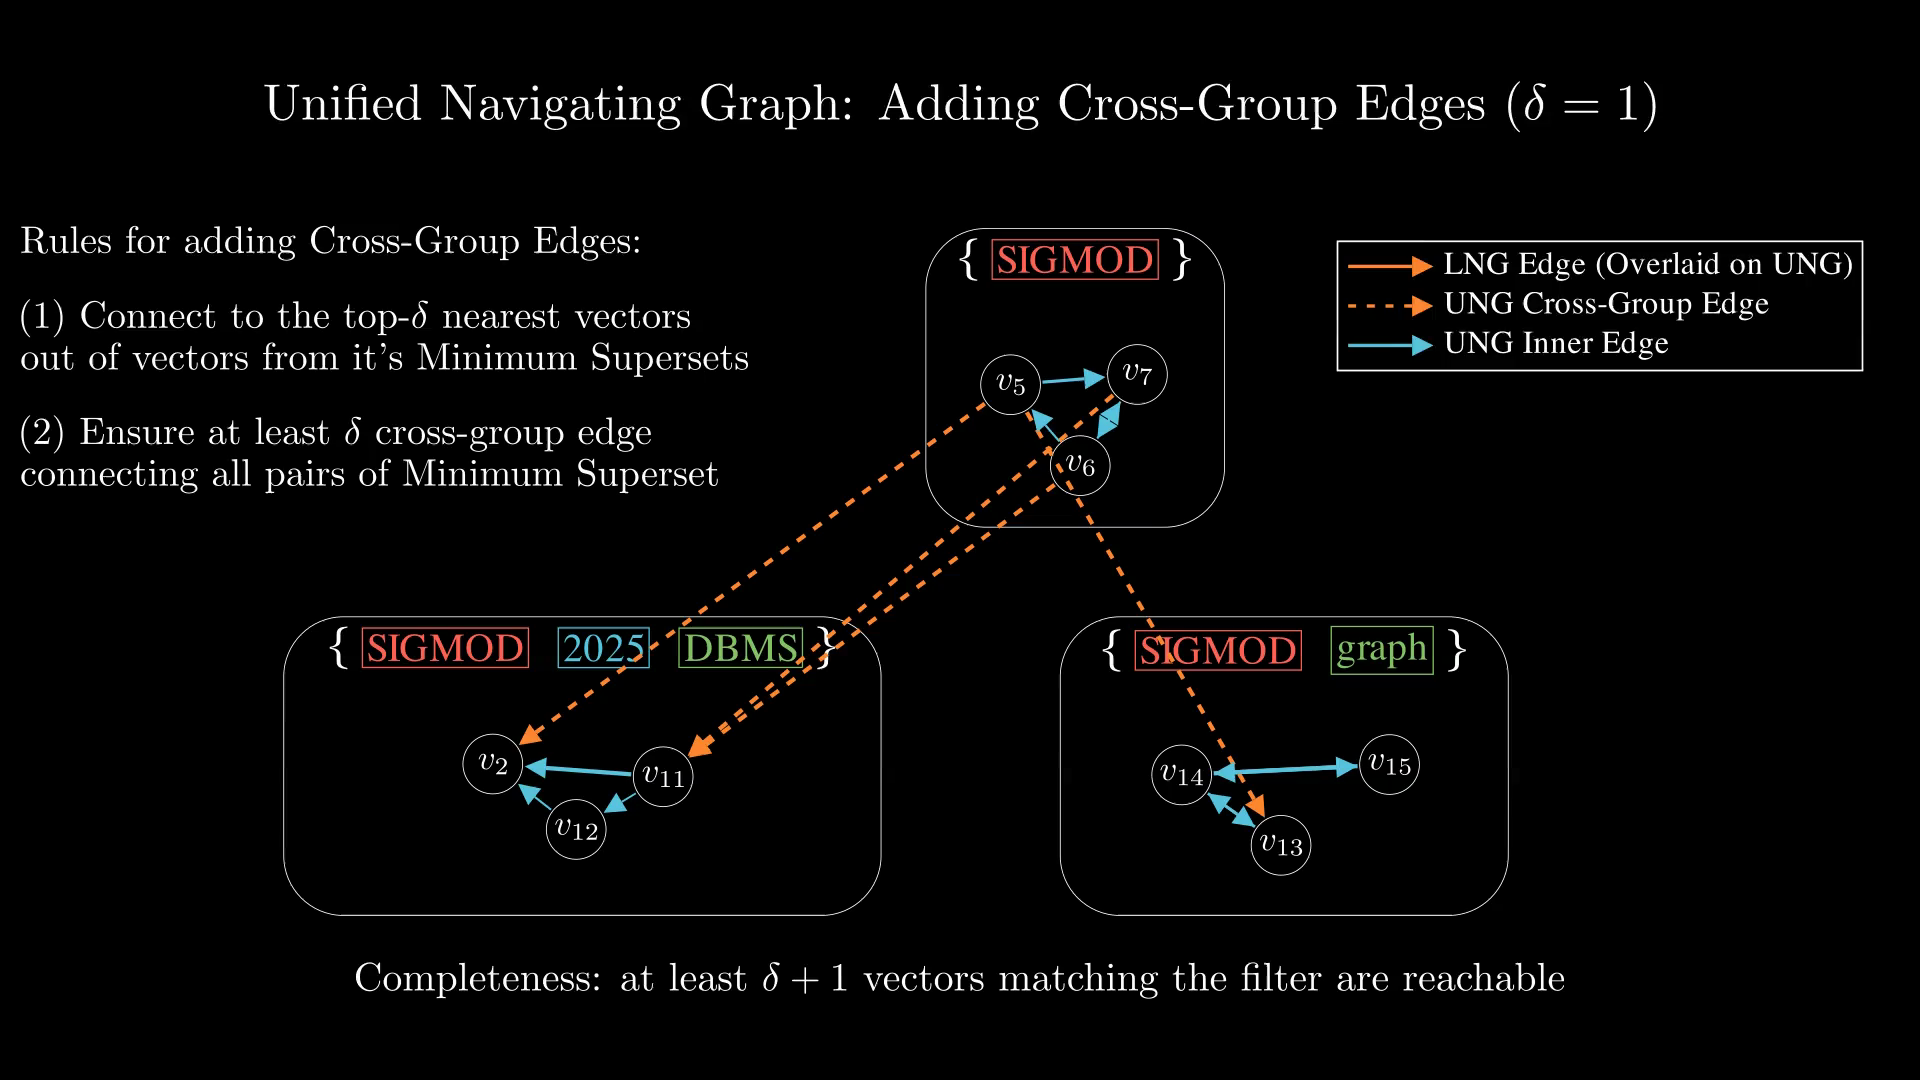 Unified Navigating Graph: Adding Cross-Group Edges (δ = 1)
Rules for adding Cross-Group Edges:
(1) Connect to the top-δ nearest vectors
out of vectors from it's Minimum Supersets
(2) Ensure at least δ cross-group edge
connecting all pairs of Minimum Superset
{ SIGMOD }
v5
v7
v6
LNG Edge (Overlaid on UNG)
UNG Cross-Group Edge
UNG Inner Edge
{ SIGMOD 2025 DBMS }
v2
v11
v12
{ SIGMOD graph }
v14
v15
v13
Completeness: at least δ + 1 vectors matching the filter are reachable